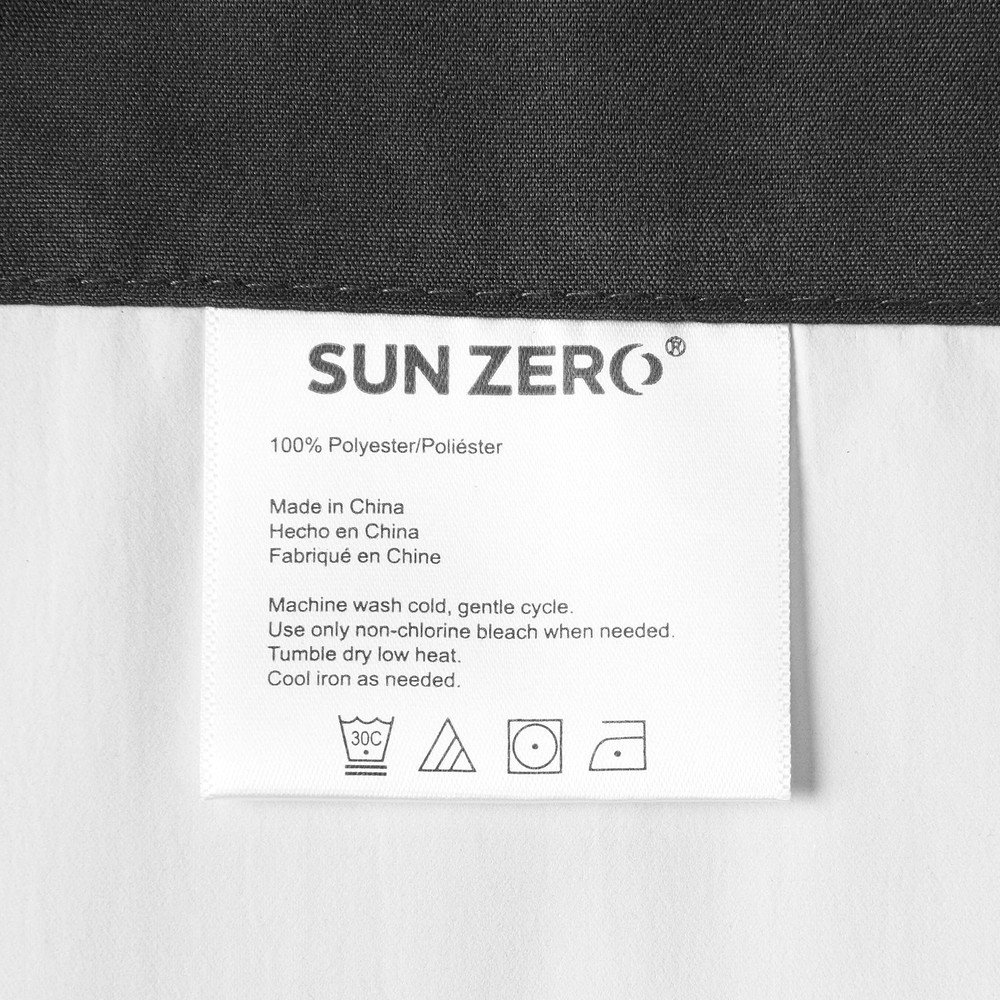 SUN ZERO®
100% Polyester/Poliéster
Made in China
Hecho en China
Fabriqué en Chine
Machine wash cold, gentle cycle.
Use only non-chlorine bleach when needed.
Tumble dry low heat.
Cool iron as needed.
30C